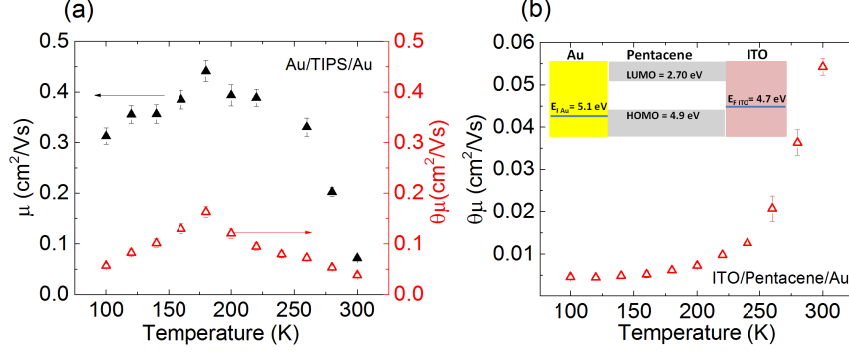 (a)
Au/TIPS/Au
0.5
0.4
0.3
0.2
0.1
0.0
μ (cm²/Vs)
0.5
0.4
0.3
0.2
0.1
0.0
θμ(cm²/Vs)
100 150 200 250 300
Temperature (K)
(b)
0.06
0.05
0.04
0.03
0.02
0.01
θμ (cm²/Vs)
Au Pentacene ITO
LUMO = 2.70 eV
E_I Au = 5.1 eV
E_F ITO = 4.7 eV
HOMO = 4.9 eV
ITO/Pentacene/Au
100 150 200 250 300
Temperature (K)